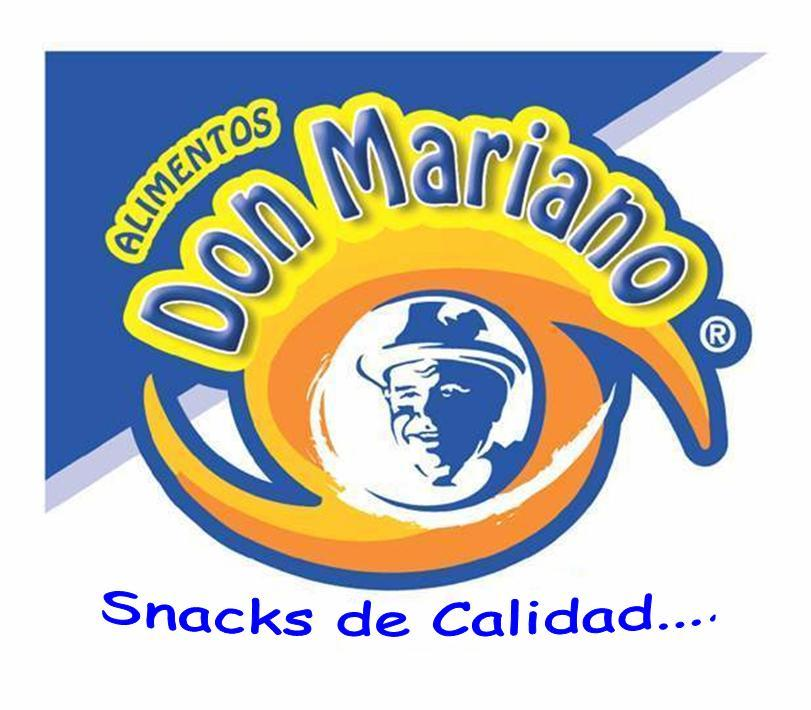 ALIMENTOS
Don Mariano
®
Snacks de Calidad....